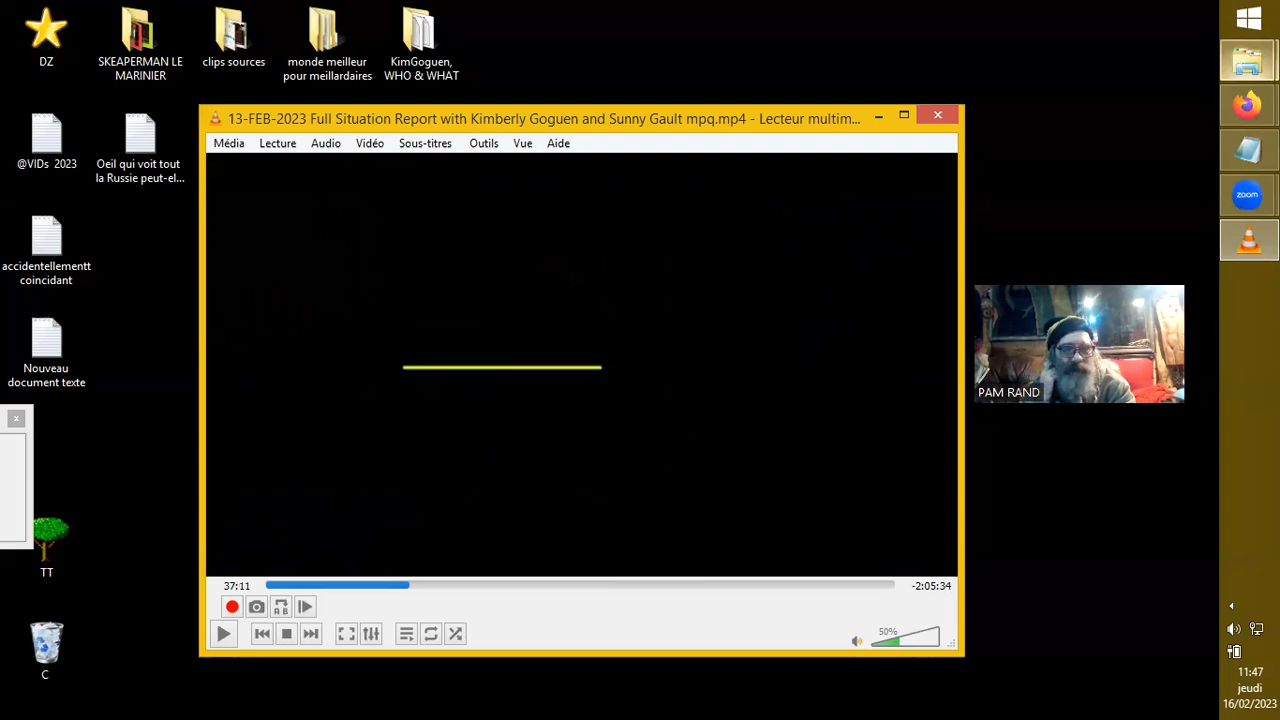 DZ
SKEAPERMAN LE
MARINIER
clips sources
monde meilleur
pour meillardaires
KimGoguen,
WHO & WHAT
@VIDs 2023
Oeil qui voit tout
la Russie peut-el...
accidentellementt
coincidant
Nouveau
document texte
x
TT
C
13-FEB-2023 Full Situation Report with Kimberly Goguen and Sunny Gault mpq.mp4 - Lecteur multim...
Média Lecture Audio Vidéo Sous-titres Outils Vue Aide
37:11
-2:05:34
A B
50%
PAM RAND
zoom
11:47
jeudi
16/02/2023